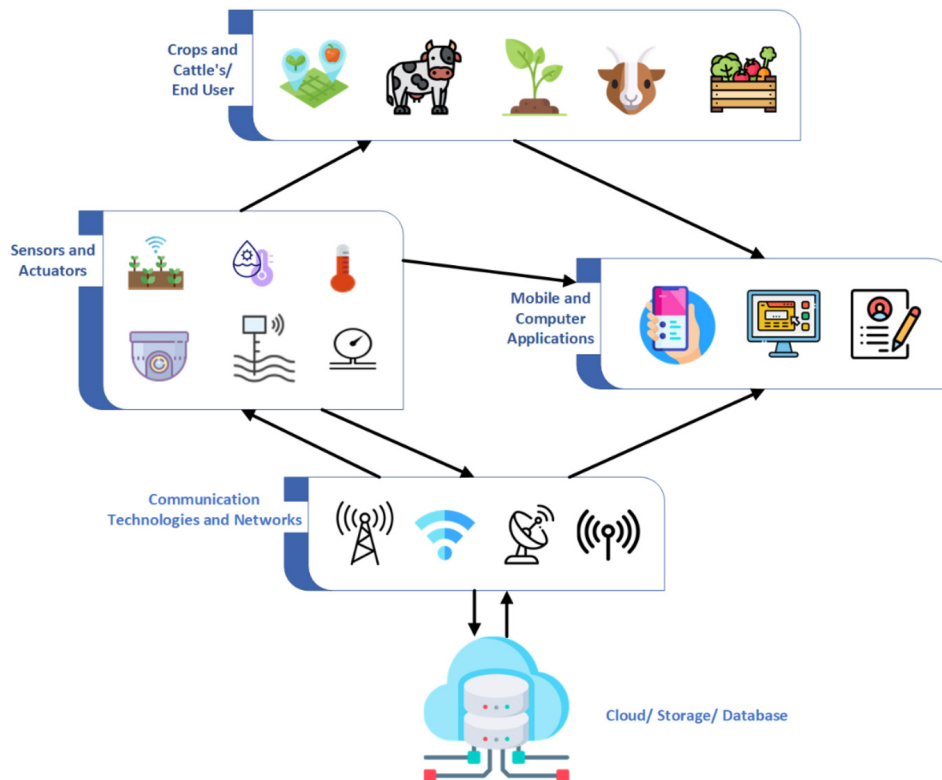 Crops and
Cattle's/
End User
Sensors and
Actuators
Mobile and
Computer
Applications
Communication
Technologies and Networks
Cloud/ Storage/ Database